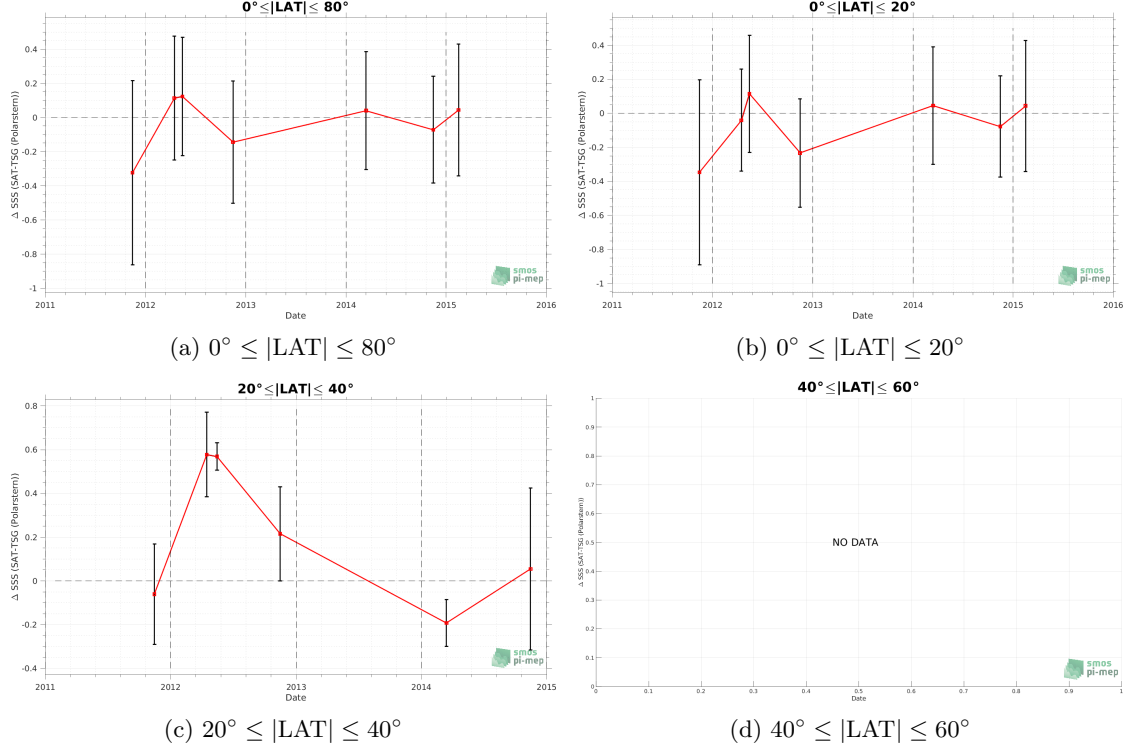 0°≤|LAT|≤ 80°
Δ SSS (SAT-TSG (Polarstern))
0.4
0.2
0
-0.2
-0.4
-0.6
-0.8
-1
2011 2012 2013 2014 2015 2016
Date
smos
pi-mep
(a) 0° ≤ |LAT| ≤ 80°
0°≤|LAT|≤ 20°
Δ SSS (SAT-TSG (Polarstern))
0.4
0.2
0
-0.2
-0.4
-0.6
-0.8
-1
2011 2012 2013 2014 2015 2016
Date
smos
pi-mep
(b) 0° ≤ |LAT| ≤ 20°
20°≤|LAT|≤ 40°
Δ SSS (SAT-TSG (Polarstern))
0.8
0.6
0.4
0.2
0
-0.2
-0.4
2011 2012 2013 2014 2015
Date
smos
pi-mep
(c) 20° ≤ |LAT| ≤ 40°
40°≤|LAT|≤ 60°
Δ SSS (SAT-TSG (Polarstern))
1
0.9
0.8
0.7
0.6
0.5
0.4
0.3
0.2
0.1
0
NO DATA
0 0.1 0.2 0.3 0.4 0.5 0.6 0.7 0.8 0.9 1
Date
smos
pi-mep
(d) 40° ≤ |LAT| ≤ 60°